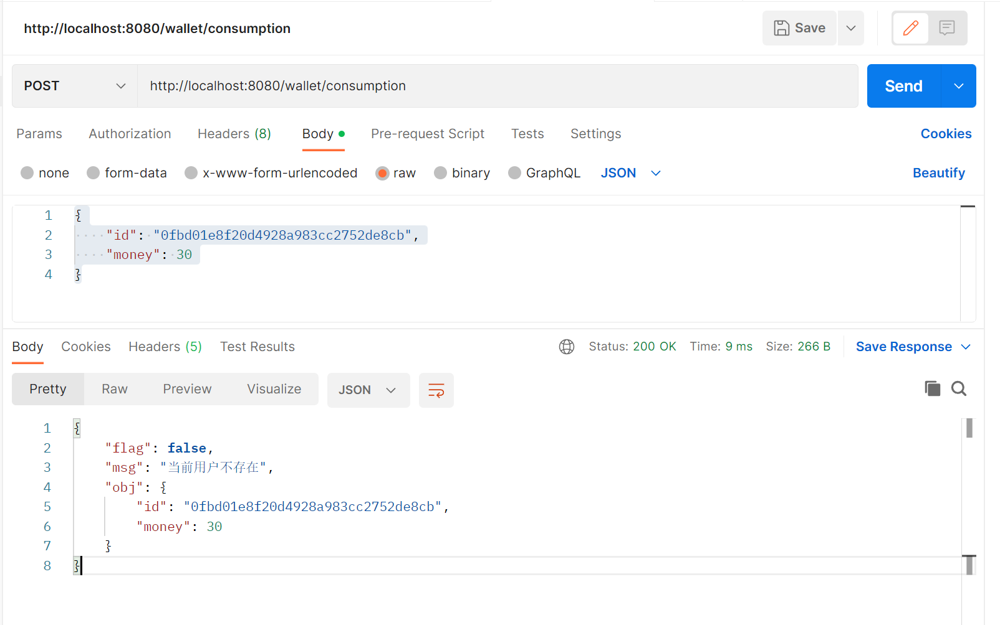 http://localhost:8080/wallet/consumption
Save
POST
http://localhost:8080/wallet/consumption
Send
Params Authorization Headers (8) Body Pre-request Script Tests Settings Cookies
none form-data x-www-form-urlencoded raw binary GraphQL JSON Beautify
1 {
2 "id": "0fbd01e8f20d4928a983cc2752de8cb",
3 "money": 30
4 }
Body Cookies Headers (5) Test Results Status: 200 OK Time: 9 ms Size: 266 B Save Response
Pretty Raw Preview Visualize JSON
1 {
2 "flag": false,
3 "msg": "当前用户不存在",
4 "obj": {
5 "id": "0fbd01e8f20d4928a983cc2752de8cb",
6 "money": 30
7 }
8 }